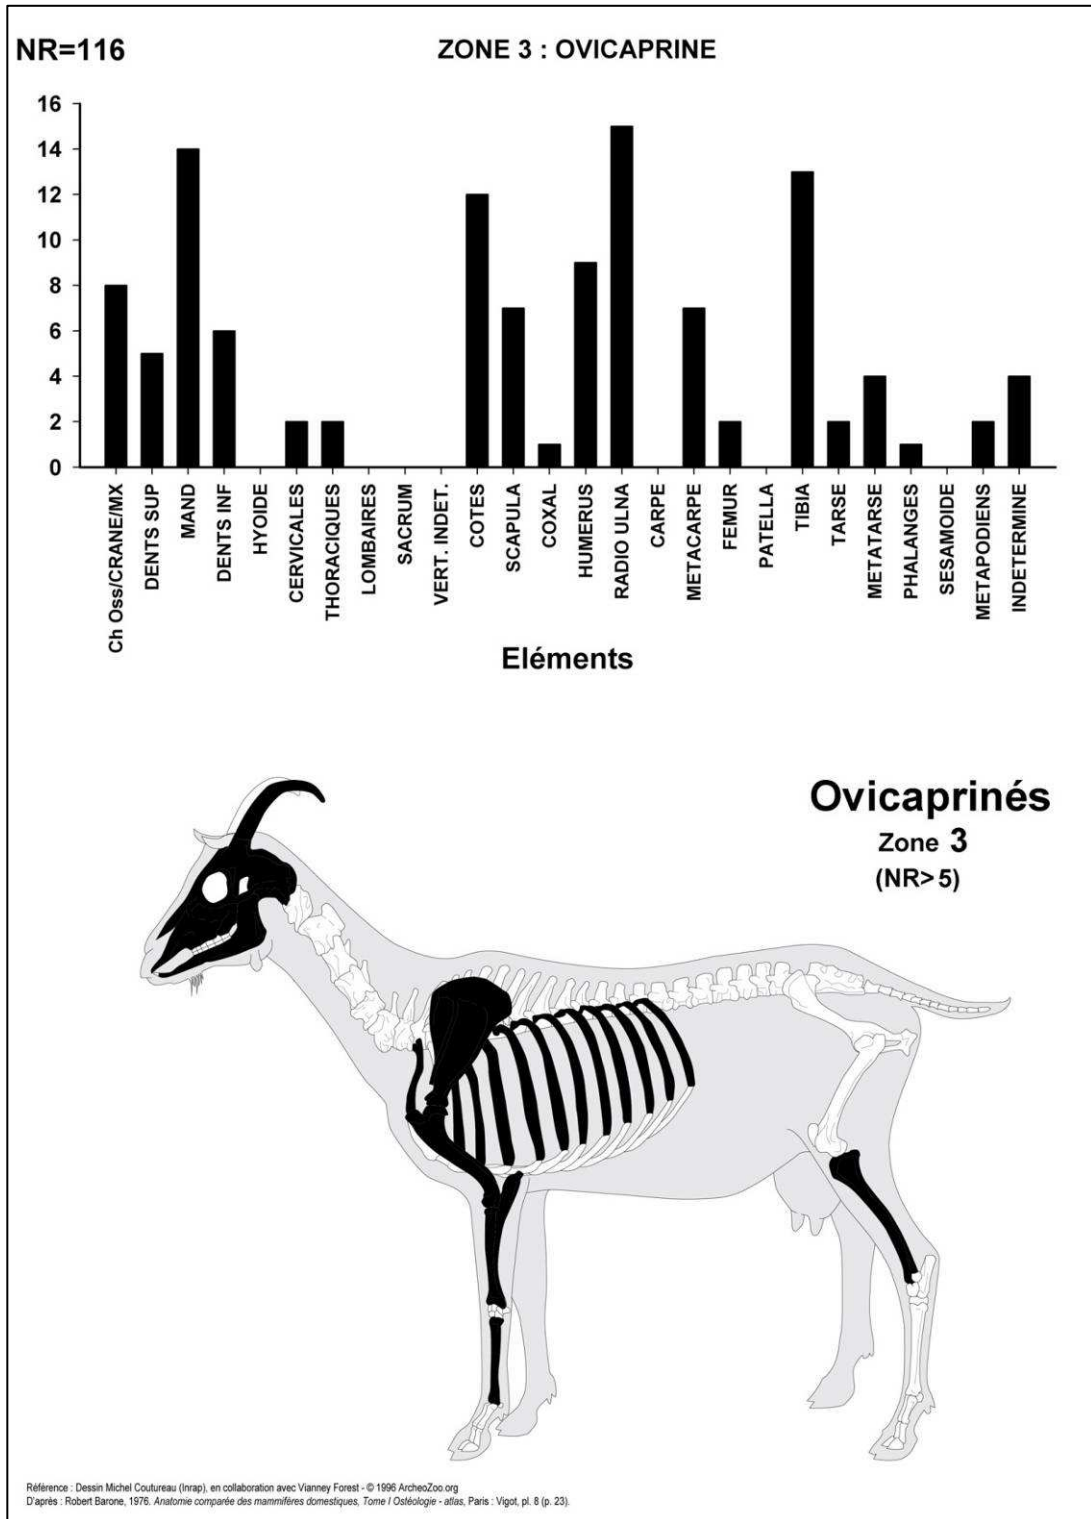 NR=116
ZONE 3 : OVICAPRINE
16
14
12
10
8
6
4
2
0
Ch Oss/CRANE/MX
DENTS SUP
MAND
DENTS INF
HYOIDE
CERVICALES
THORACIQUES
LOMBAIRES
SACRUM
VERT. INDET.
COTES
SCAPULA
COXAL
HUMERUS
RADIO ULNA
CARPE
METACARPE
FEMUR
PATELLA
TIBIA
TARSE
METATARSE
PHALANGES
SESAMOIDE
METAPODIENS
INDETERMINE
Eléments
Ovicaprinés
Zone 3
(NR> 5)
Référence : Dessin Michel Coutureau (Inrap), en collaboration avec Vianney Forest - © 1996 ArcheoZoo.org
D'après : Robert Barone, 1976. Anatomie comparée des mammifères domestiques, Tome I Ostéologie - atlas, Paris : Vigot, pl. 8 (p. 23).